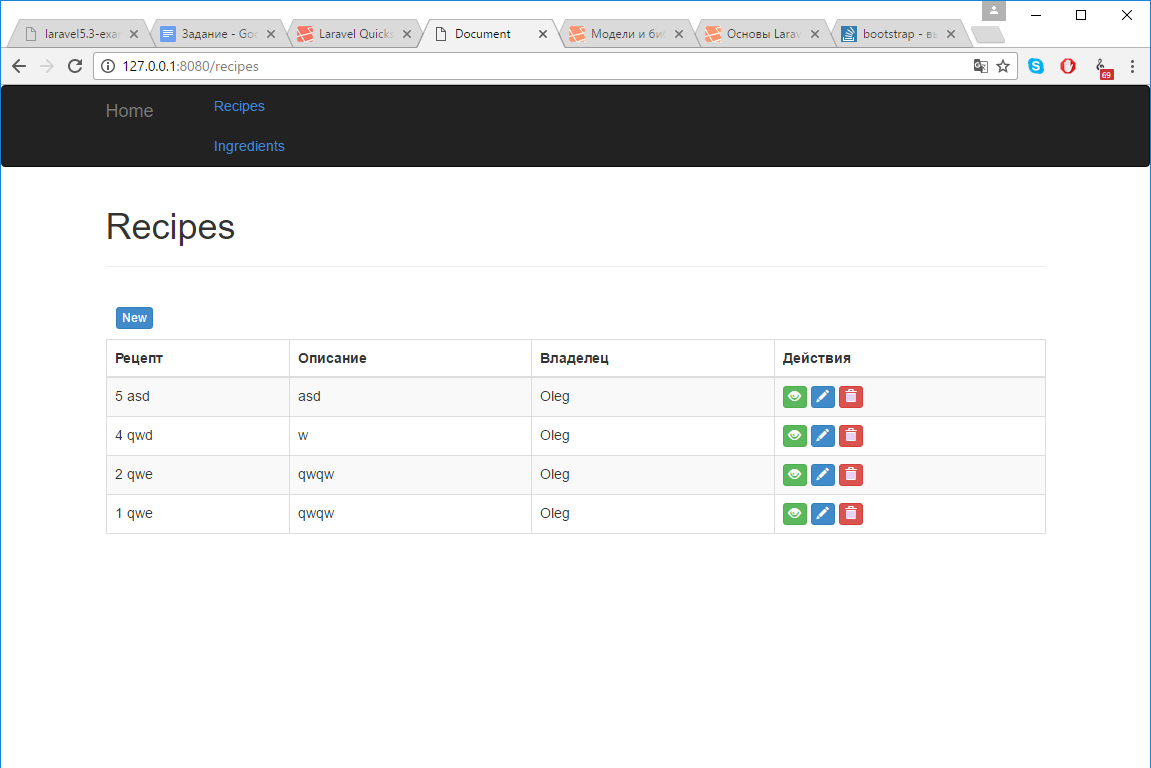 laravel5.3-exa
Задание - Goo
Laravel Quicks
Document
Модели и биб
Основы Larav
bootstrap - вы
127.0.0.1:8080/recipes
69
Home
Recipes
Ingredients
Recipes
New
Рецепт Описание Владелец Действия
5 asd asd Oleg
4 qwd w Oleg
2 qwe qwqw Oleg
1 qwe qwqw Oleg